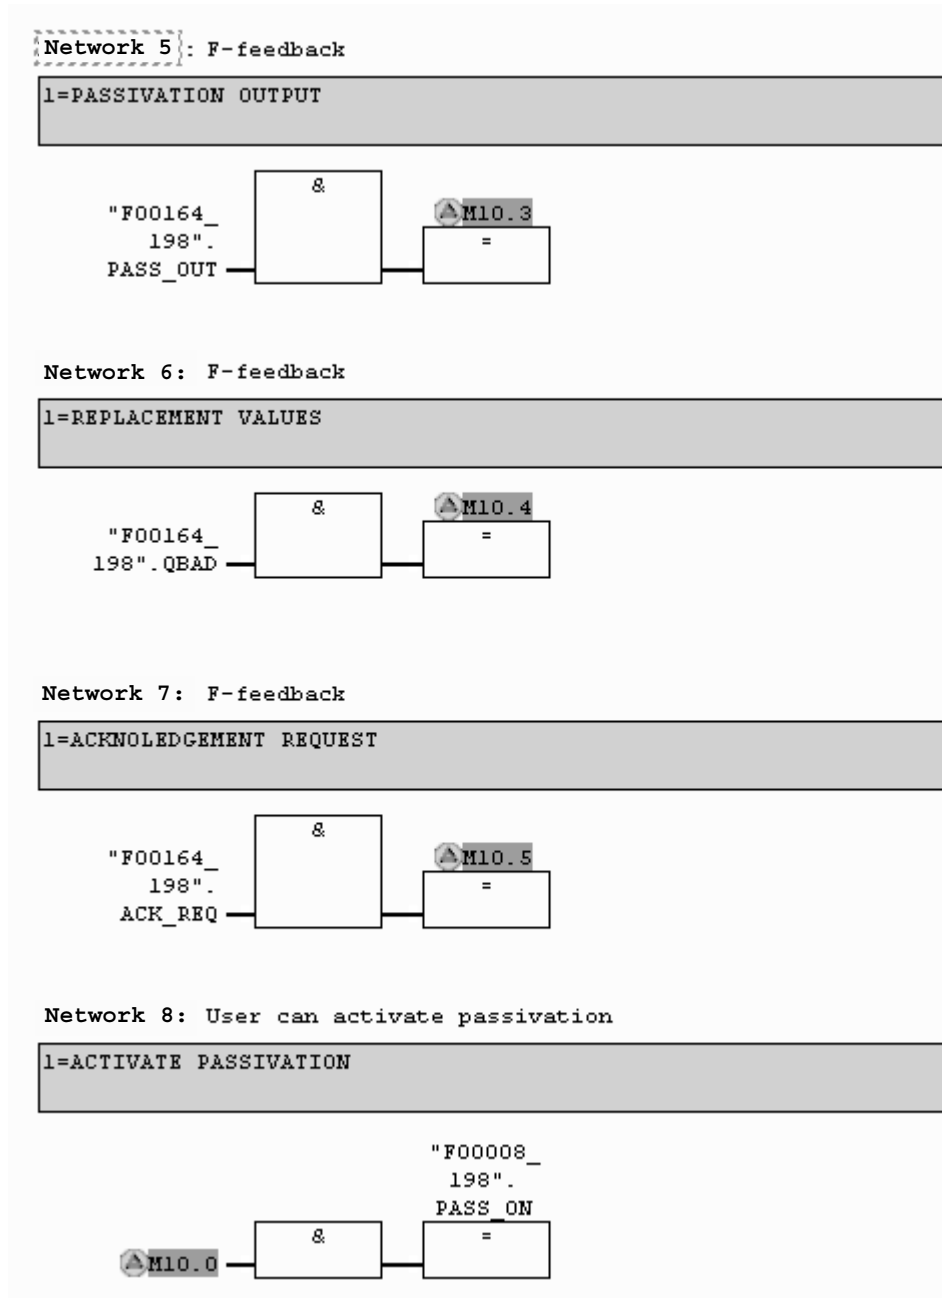 Network 5: F-feedback
1=PASSIVATION OUTPUT
&
"F00164_
198".
PASS_OUT
M10.3
=
Network 6: F-feedback
1=REPLACEMENT VALUES
&
"F00164_
198".QBAD
M10.4
=
Network 7: F-feedback
1=ACKNOLEDGEMENT REQUEST
&
"F00164_
198".
ACK_REQ
M10.5
=
Network 8: User can activate passivation
1=ACTIVATE PASSIVATION
"F00008_
198".
PASS_ON
M10.0
&
=